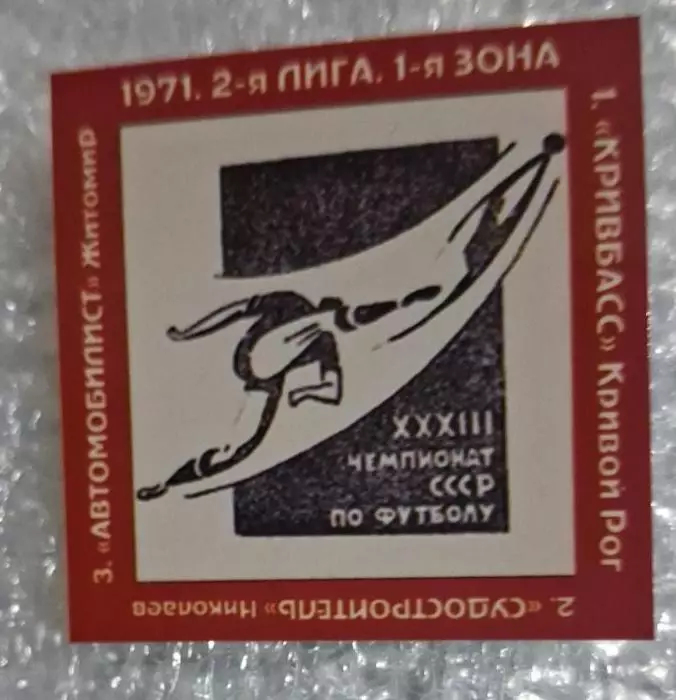 1971. 2-я ЛИГА. 1-я ЗОНА
1. «КРИВБАСС» Кривой Рог
2. «СУДОСТРОИТЕЛЬ» Николаев
3. «АВТОМОБИЛИСТ» Житомир
XXXIII
ЧЕМПИОНАТ
СССР
ПО ФУТБОЛУ